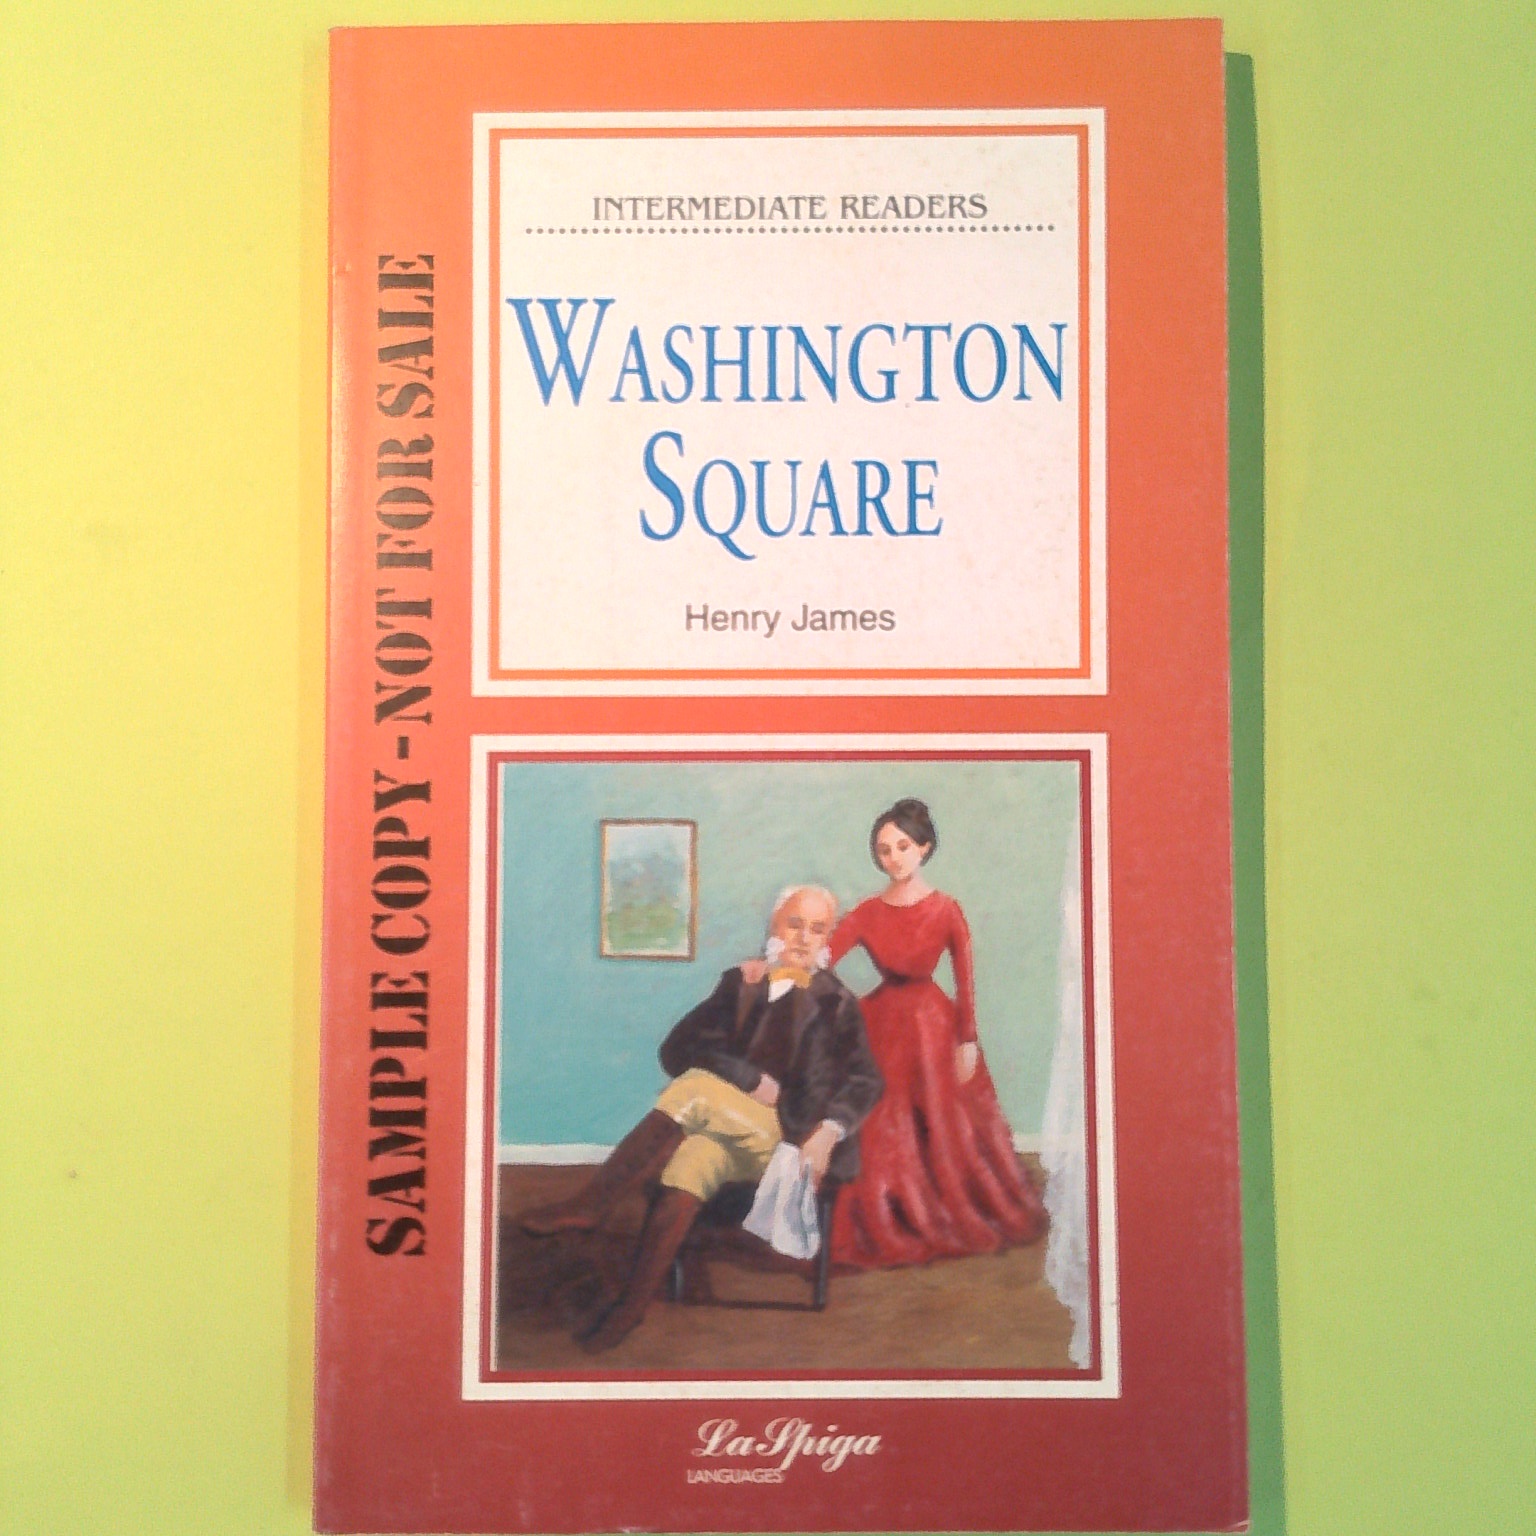 INTERMEDIATE READERS
WASHINGTON
SQUARE
Henry James
SAMPLE COPY - NOT FOR SALE
La Spiga
LANGUAGES